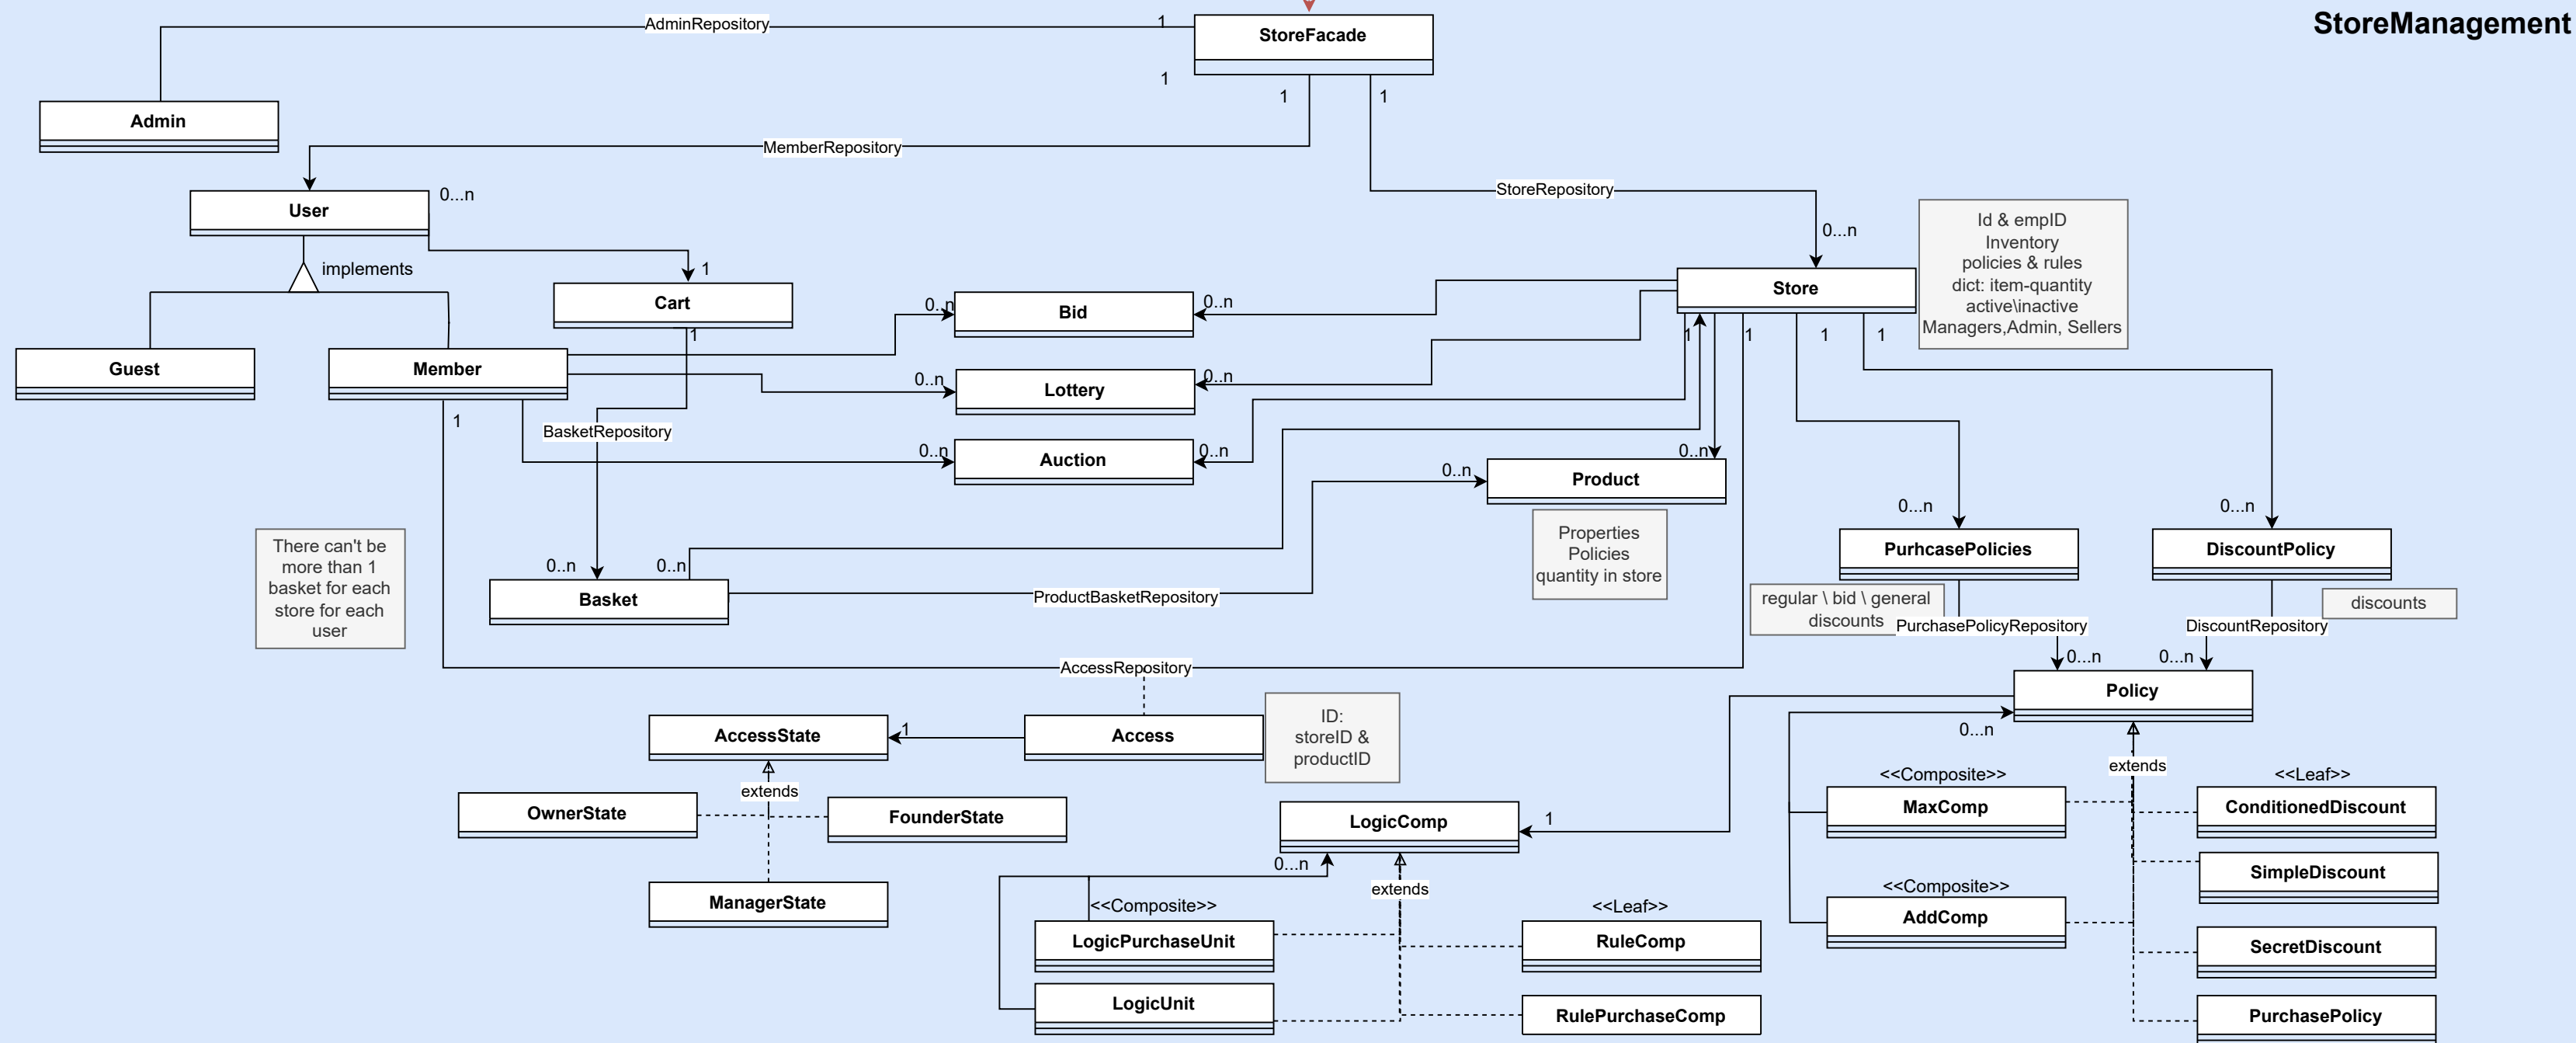 StoreManagement
AdminRepository
1
StoreFacade
1
1
1
Admin
MemberRepository
StoreRepository
User
0...n
0...n
Id & empID
Inventory
policies & rules
dict: item-quantity
active\inactive
Managers,Admin, Sellers
implements
1
Cart
Store
0..n
Bid
0..n
1
1
1
1
1
Guest
Member
0..n
Lottery
0..n
1
BasketRepository
0..n
Auction
0..n
0..n
0..n
Product
Properties
Policies
quantity in store
0...n
0...n
PurhcasePolicies
DiscountPolicy
There can't be
more than 1
basket for each
store for each
user
0..n
0..n
Basket
ProductBasketRepository
regular \ bid \ general
discounts
discounts
PurchasePolicyRepository
DiscountRepository
0...n
0...n
AccessRepository
Policy
0...n
AccessState
1
Access
ID:
storeID &
productID
extends
OwnerState
FounderState
ManagerState
LogicComp
1
0...n
extends
<<Composite>>
LogicPurchaseUnit
LogicUnit
<<Leaf>>
RuleComp
RulePurchaseComp
extends
<<Composite>>
MaxComp
<<Composite>>
AddComp
<<Leaf>>
ConditionedDiscount
SimpleDiscount
SecretDiscount
PurchasePolicy